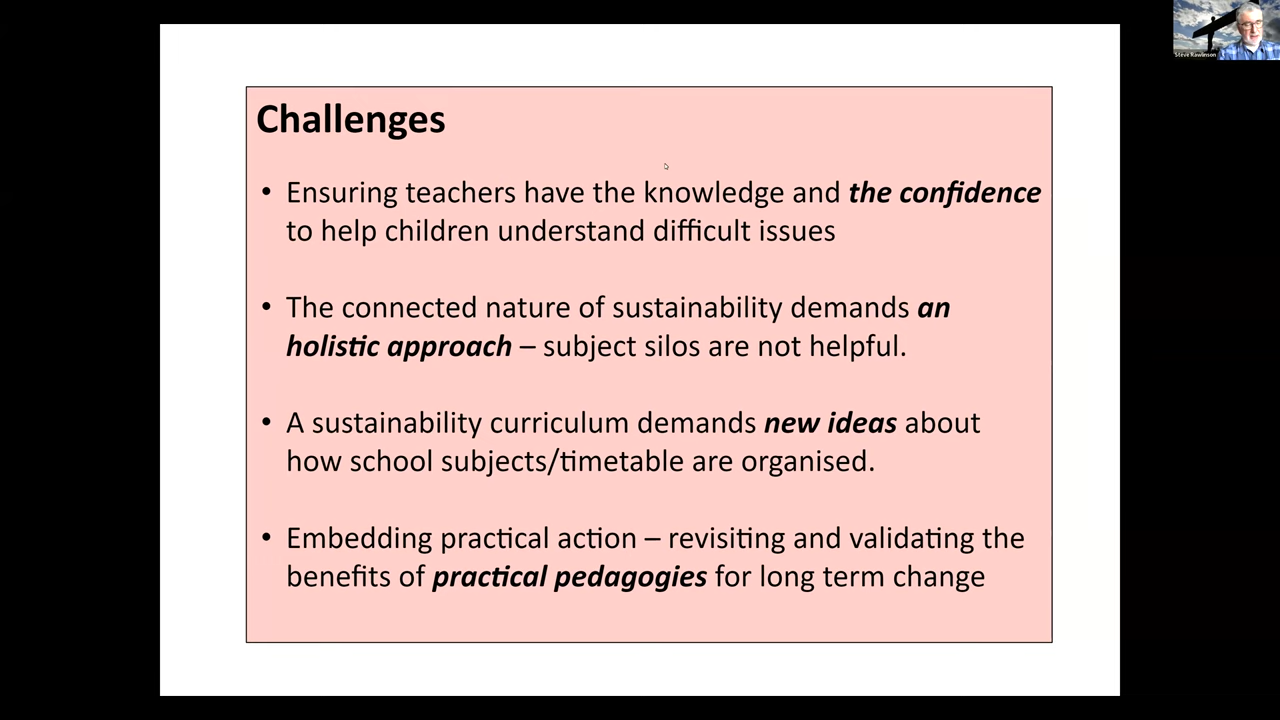 Steve Rawlinson
Challenges
• Ensuring teachers have the knowledge and the confidence
to help children understand difficult issues
• The connected nature of sustainability demands an
holistic approach – subject silos are not helpful.
• A sustainability curriculum demands new ideas about
how school subjects/timetable are organised.
• Embedding practical action – revisiting and validating the
benefits of practical pedagogies for long term change